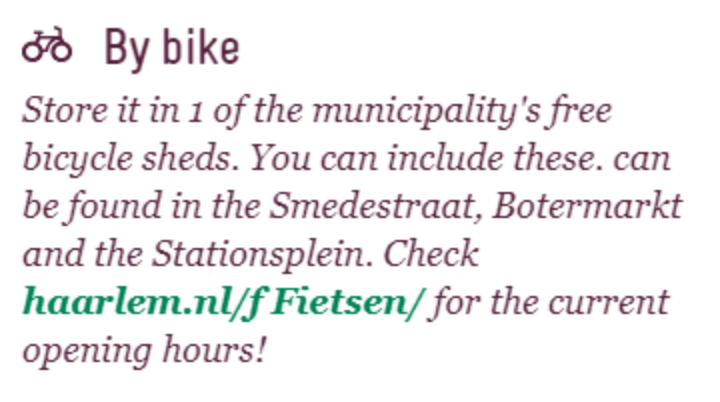 By bike
Store it in 1 of the municipality's free
bicycle sheds. You can include these. can
be found in the Smedestraat, Botermarkt
and the Stationsplein. Check
haarlem.nl/f Fietsen/ for the current
opening hours!